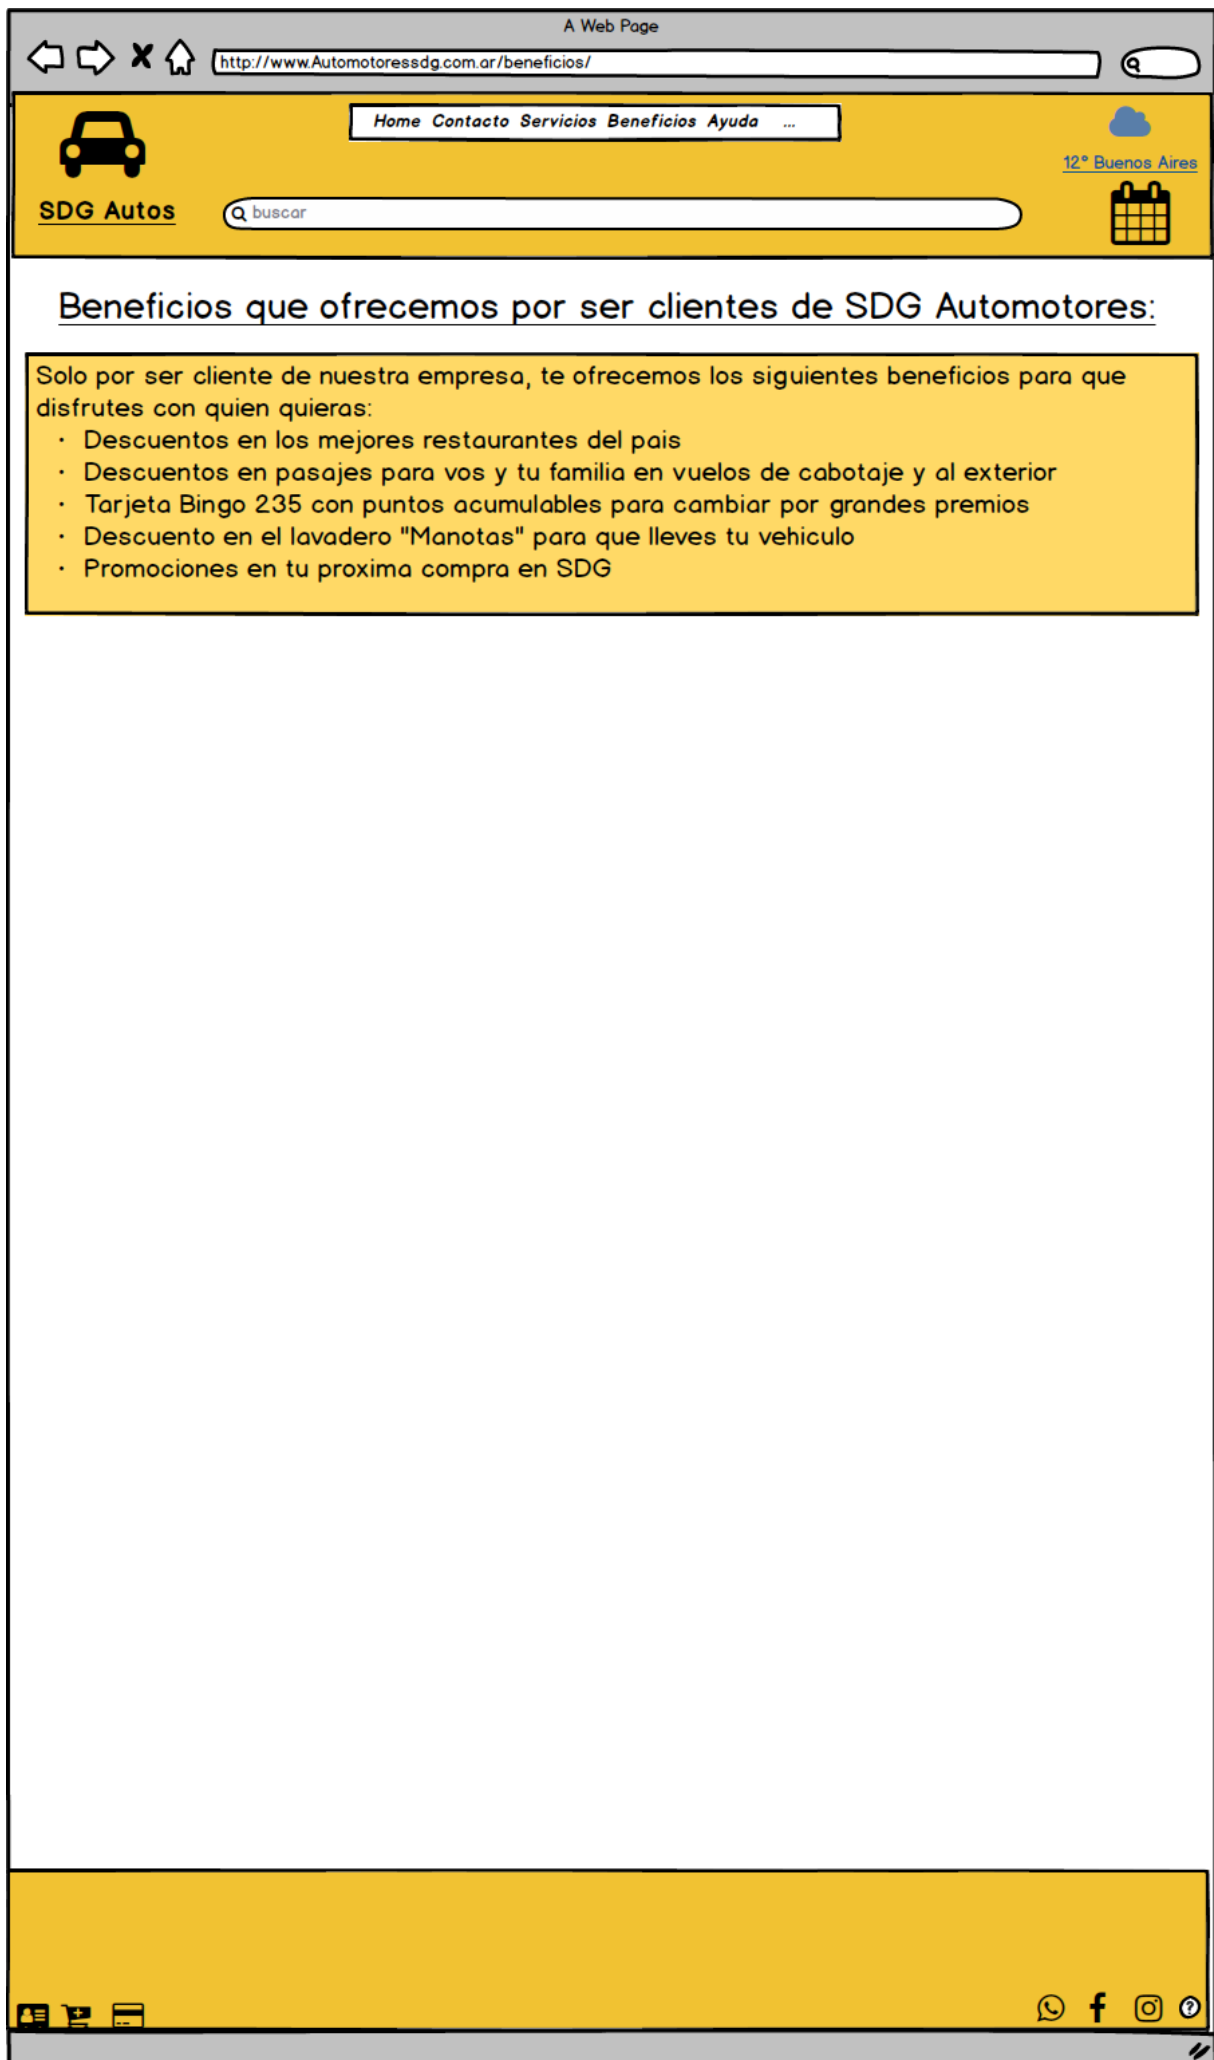 A Web Page
http://www.Automotoressdg.com.ar/beneficios/
Home Contacto Servicios Beneficios Ayuda ...
12° Buenos Aires
SDG Autos
buscar
Beneficios que ofrecemos por ser clientes de SDG Automotores:
Solo por ser cliente de nuestra empresa, te ofrecemos los siguientes beneficios para que
disfrutes con quien quieras:
· Descuentos en los mejores restaurantes del pais
· Descuentos en pasajes para vos y tu familia en vuelos de cabotaje y al exterior
· Tarjeta Bingo 235 con puntos acumulables para cambiar por grandes premios
· Descuento en el lavadero "Manotas" para que lleves tu vehiculo
· Promociones en tu proxima compra en SDG